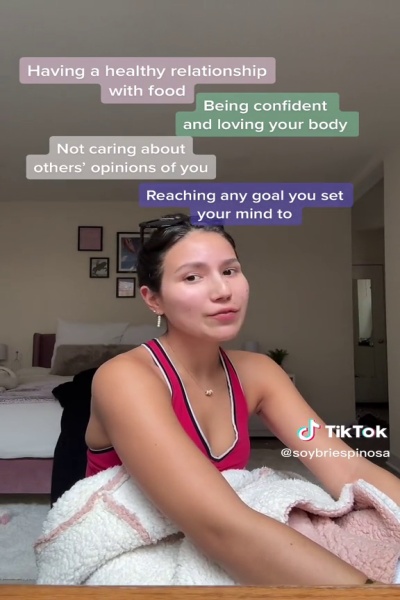 Having a healthy relationship
with food
Being confident
and loving your body
Not caring about
others' opinions of you
Reaching any goal you set
your mind to
TikTok
@soybriespinosa